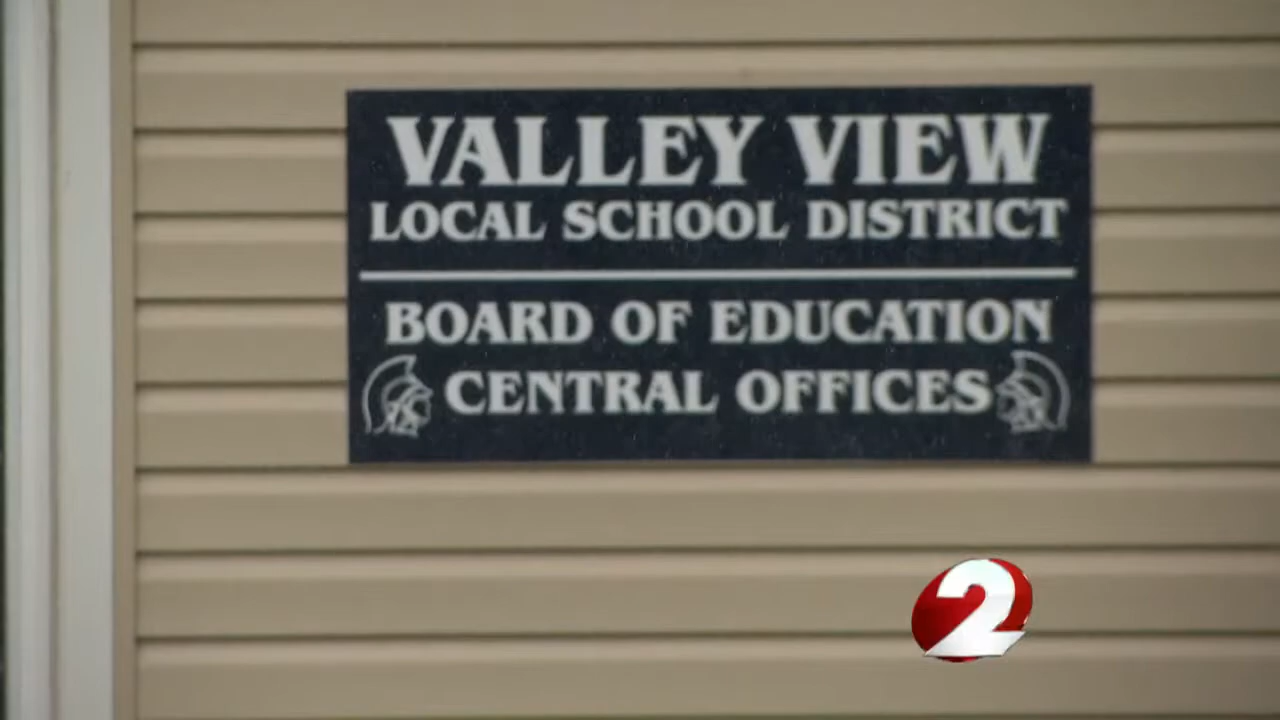 VALLEY VIEW
LOCAL SCHOOL DISTRICT
BOARD OF EDUCATION
CENTRAL OFFICES
2